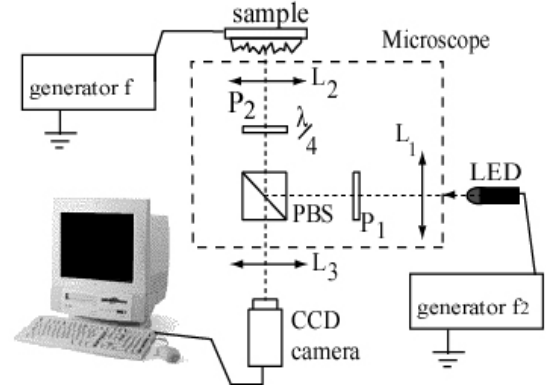 sample
Microscope
generator f
L2
P2
λ/4
L1
LED
PBS
P1
L3
generator f2
CCD
camera